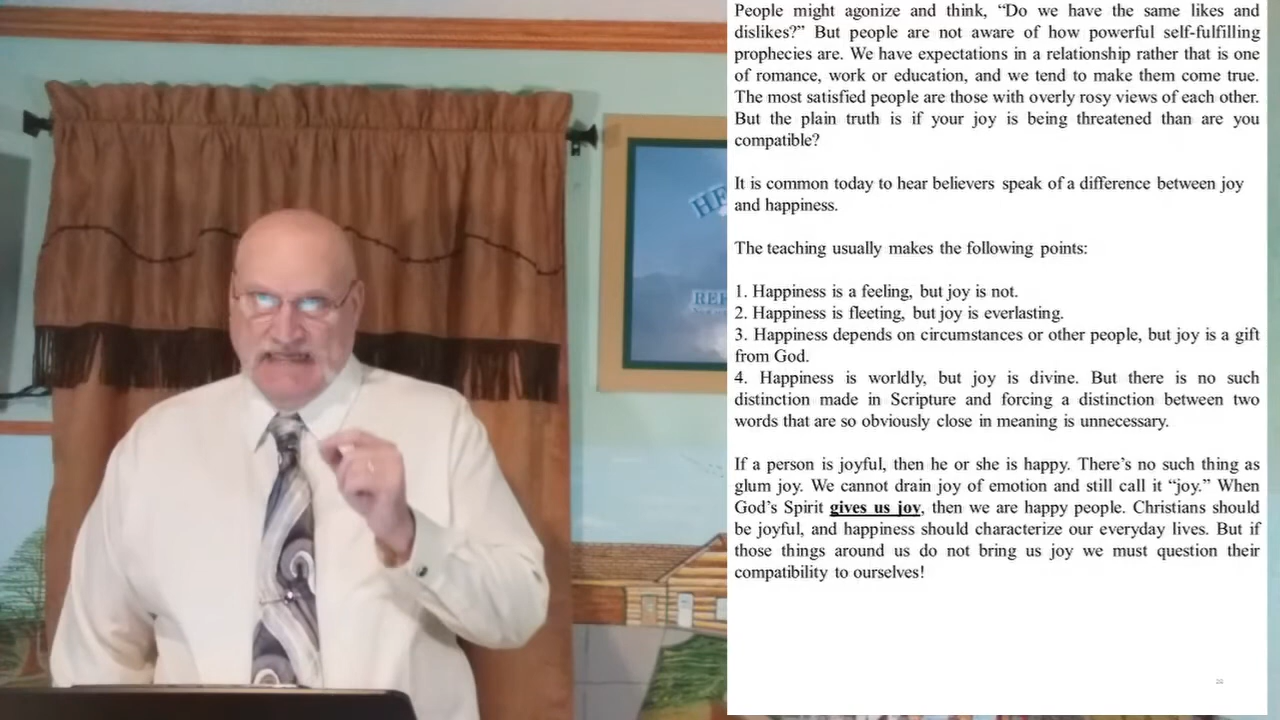 People might agonize and think, “Do we have the same likes and
dislikes?” But people are not aware of how powerful self-fulfilling
prophecies are. We have expectations in a relationship rather that is one
of romance, work or education, and we tend to make them come true.
The most satisfied people are those with overly rosy views of each other.
But the plain truth is if your joy is being threatened than are you
compatible?
It is common today to hear believers speak of a difference between joy
and happiness.
The teaching usually makes the following points:
1. Happiness is a feeling, but joy is not.
2. Happiness is fleeting, but joy is everlasting.
3. Happiness depends on circumstances or other people, but joy is a gift
from God.
4. Happiness is worldly, but joy is divine. But there is no such
distinction made in Scripture and forcing a distinction between two
words that are so obviously close in meaning is unnecessary.
If a person is joyful, then he or she is happy. There’s no such thing as
glum joy. We cannot drain joy of emotion and still call it “joy.” When
God’s Spirit gives us joy, then we are happy people. Christians should
be joyful, and happiness should characterize our everyday lives. But if
those things around us do not bring us joy we must question their
compatibility to ourselves!